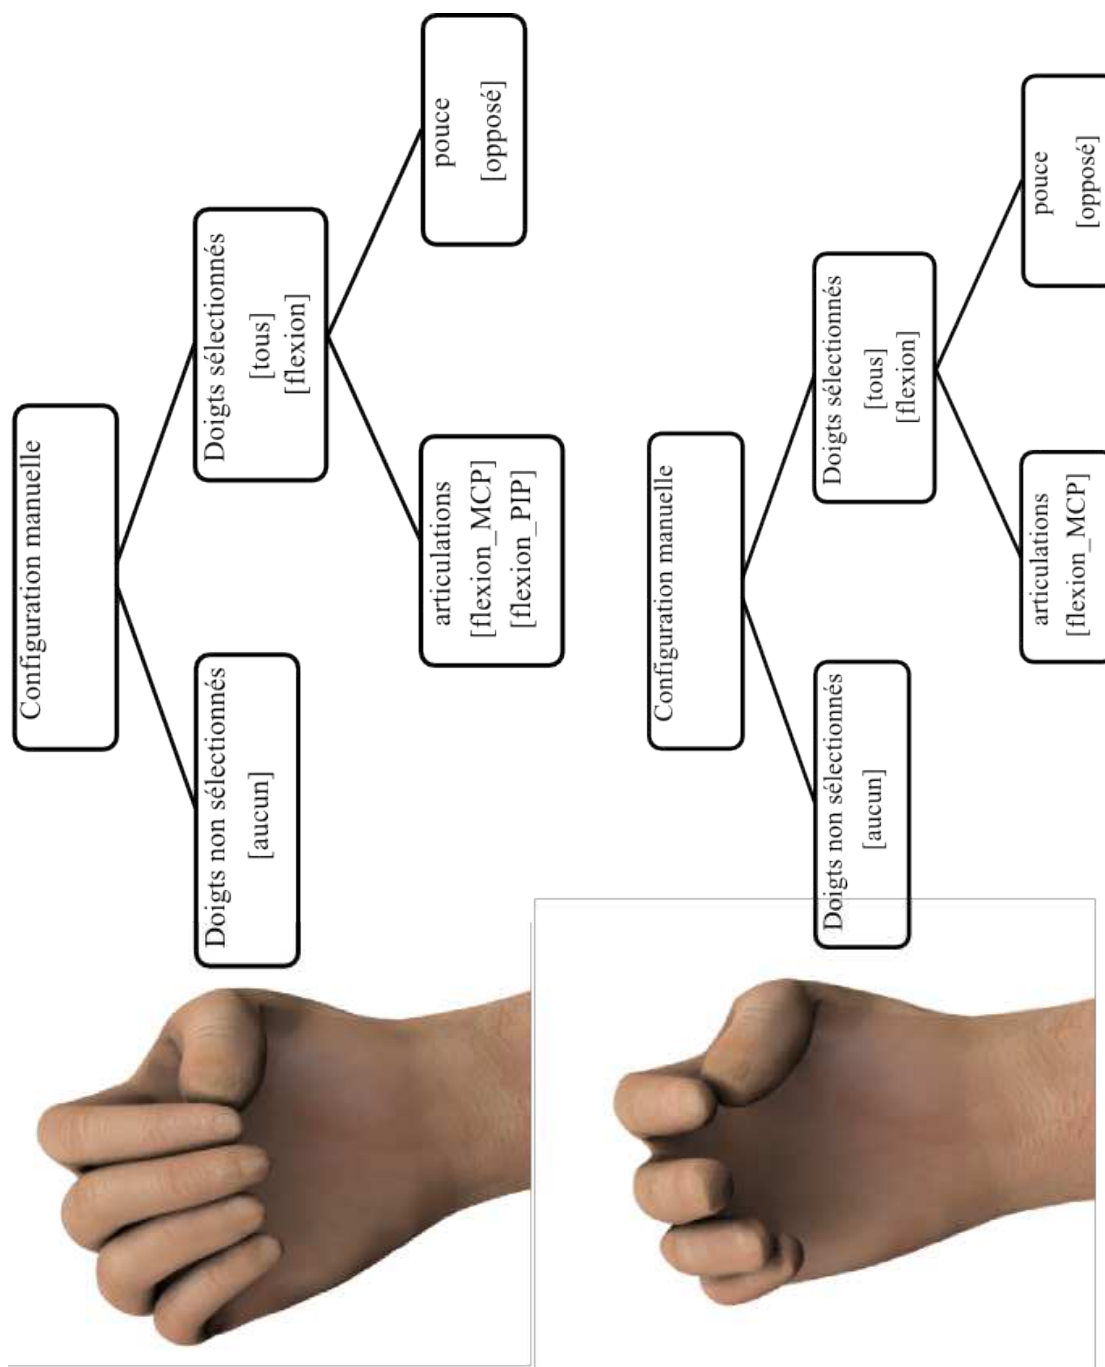 Configuration manuelle
Doigts non sélectionnés
[aucun]
Doigts sélectionnés
[tous]
[flexion]
articulations
[flexion_MCP]
[flexion_PIP]
pouce
[opposé]
Configuration manuelle
Doigts non sélectionnés
[aucun]
Doigts sélectionnés
[tous]
[flexion]
articulations
[flexion_MCP]
pouce
[opposé]